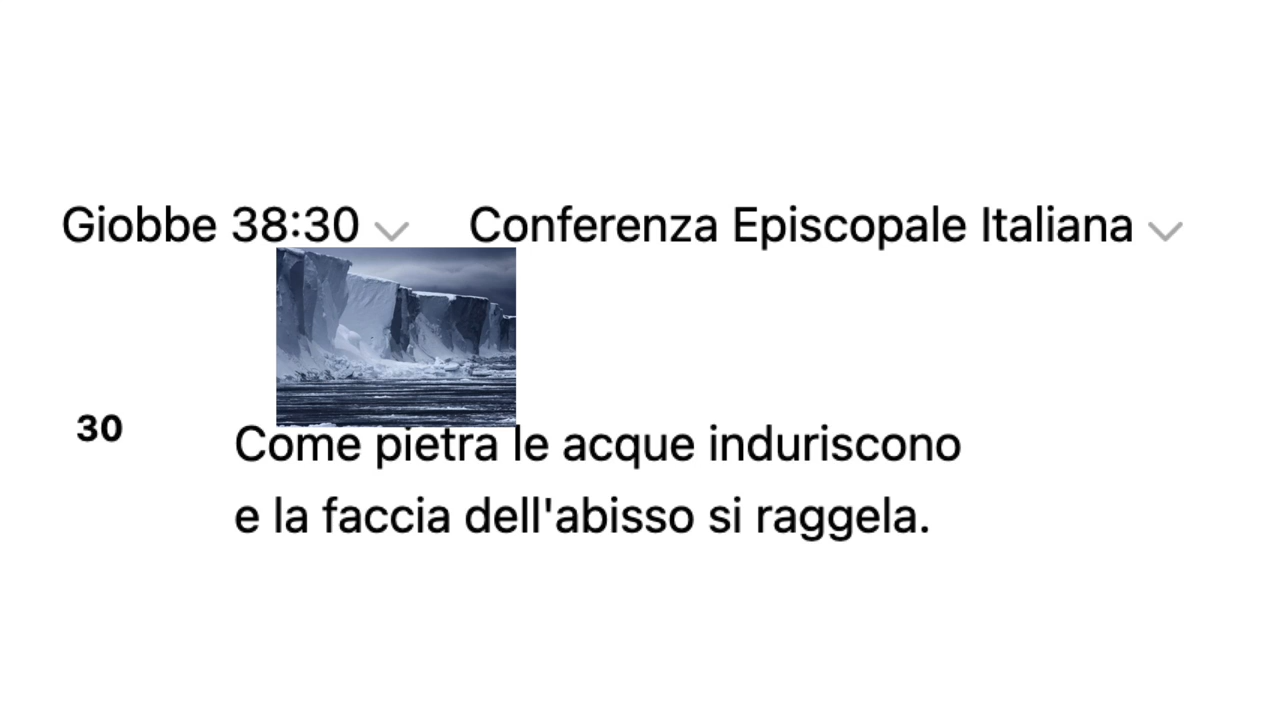 Giobbe 38:30 Conferenza Episcopale Italiana
30
Come pietra le acque induriscono
e la faccia dell'abisso si raggela.